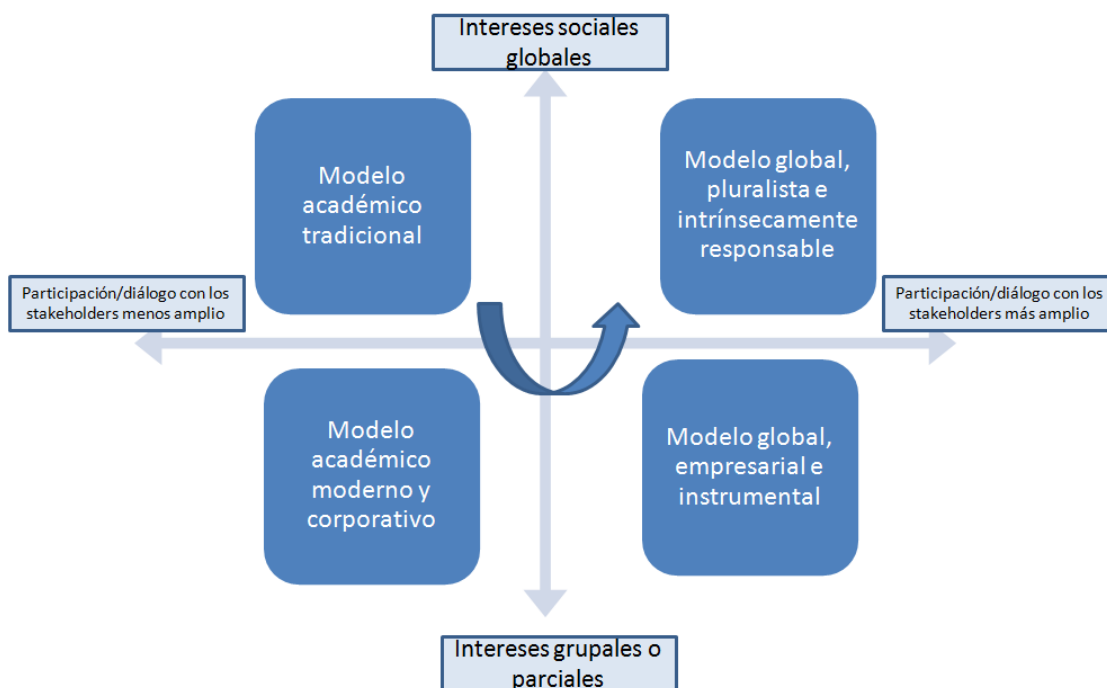 Intereses sociales
globales
Modelo
académico
tradicional
Modelo global,
pluralista e
intrínsecamente
responsable
Participación/diálogo con los
stakeholders menos amplio
Participación/diálogo con los
stakeholders más amplio
Modelo
académico
moderno y
corporativo
Modelo global,
empresarial e
instrumental
Intereses grupales o
parciales